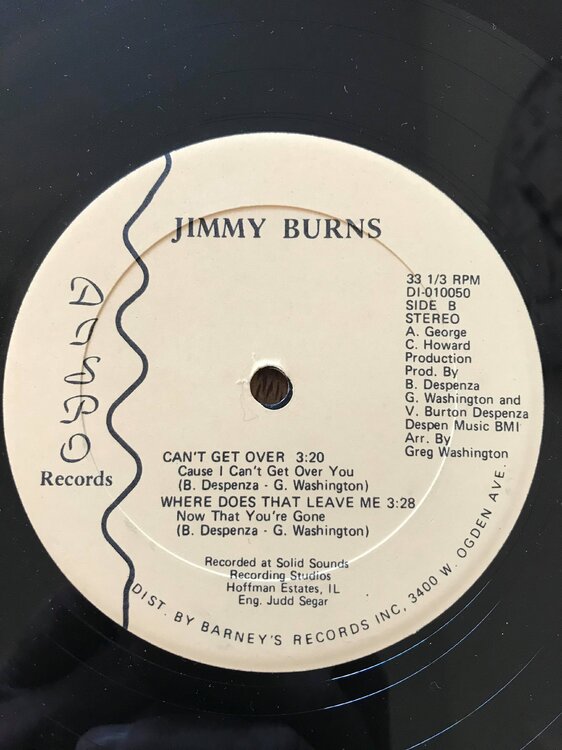 JIMMY BURNS
33 1/3 RPM
DI-010050
SIDE B
STEREO
A. George
C. Howard
Production
Prod. By
B. Despenza
G. Washington and
V. Burton Despenza
Despen Music BMI
Arr. By
Greg Washington
Records
CAN'T GET OVER 3:20
Cause I Can't Get Over You
(B. Despenza - G. Washington)
WHERE DOES THAT LEAVE ME 3:28
Now That You're Gone
(B. Despenza - G. Washington)
Recorded at Solid Sounds
Recording Studios
Hoffman Estates, IL
Eng. Judd Segar
DIST. BY BARNEY'S RECORDS INC, 3400 W. OGDEN AVE.